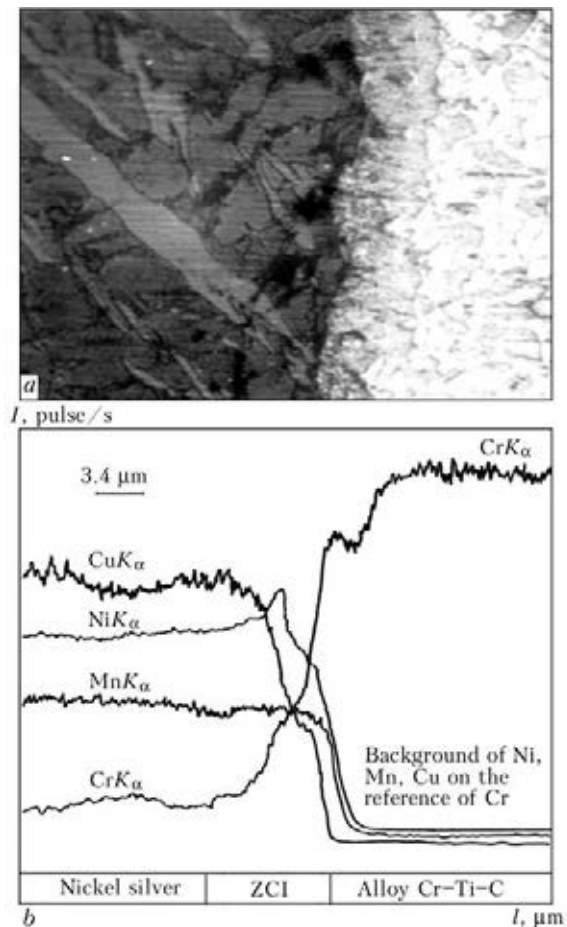 a
I, pulse/s
CrKα
3.4 μm
CuKα
NiKα
MnKα
CrKα
Background of Ni,
Mn, Cu on the
reference of Cr
Nickel silver
ZCI
Alloy Cr–Ti–C
b
l, μm